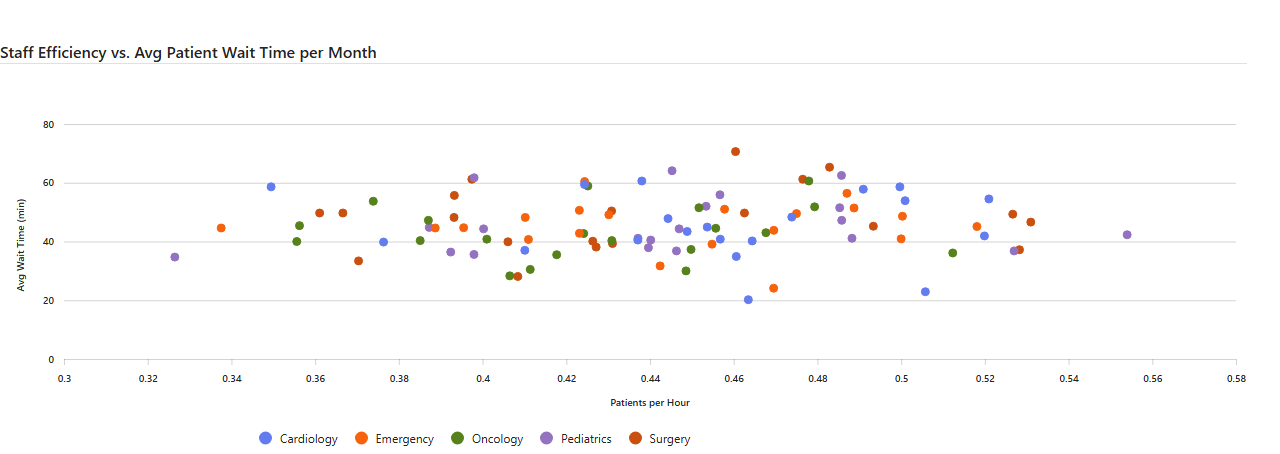 Staff Efficiency vs. Avg Patient Wait Time per Month
80
60
40
20
0
Avg Wait Time (min)
0.3 0.32 0.34 0.36 0.38 0.4 0.42 0.44 0.46 0.48 0.5 0.52 0.54 0.56 0.58
Patients per Hour
Cardiology Emergency Oncology Pediatrics Surgery